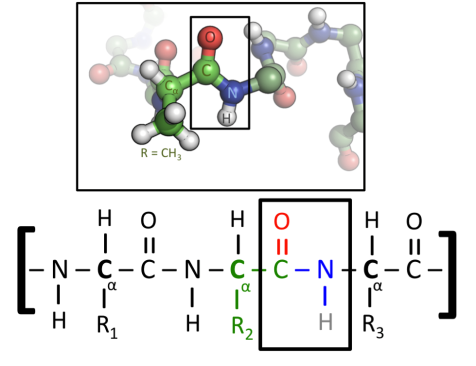 O
C
Cα
N
H
R = CH₃
H O H O H O
[ – N – Cα – C – N – Cα – C – N – Cα – C – ]
H R₁ H R₂ H R₃